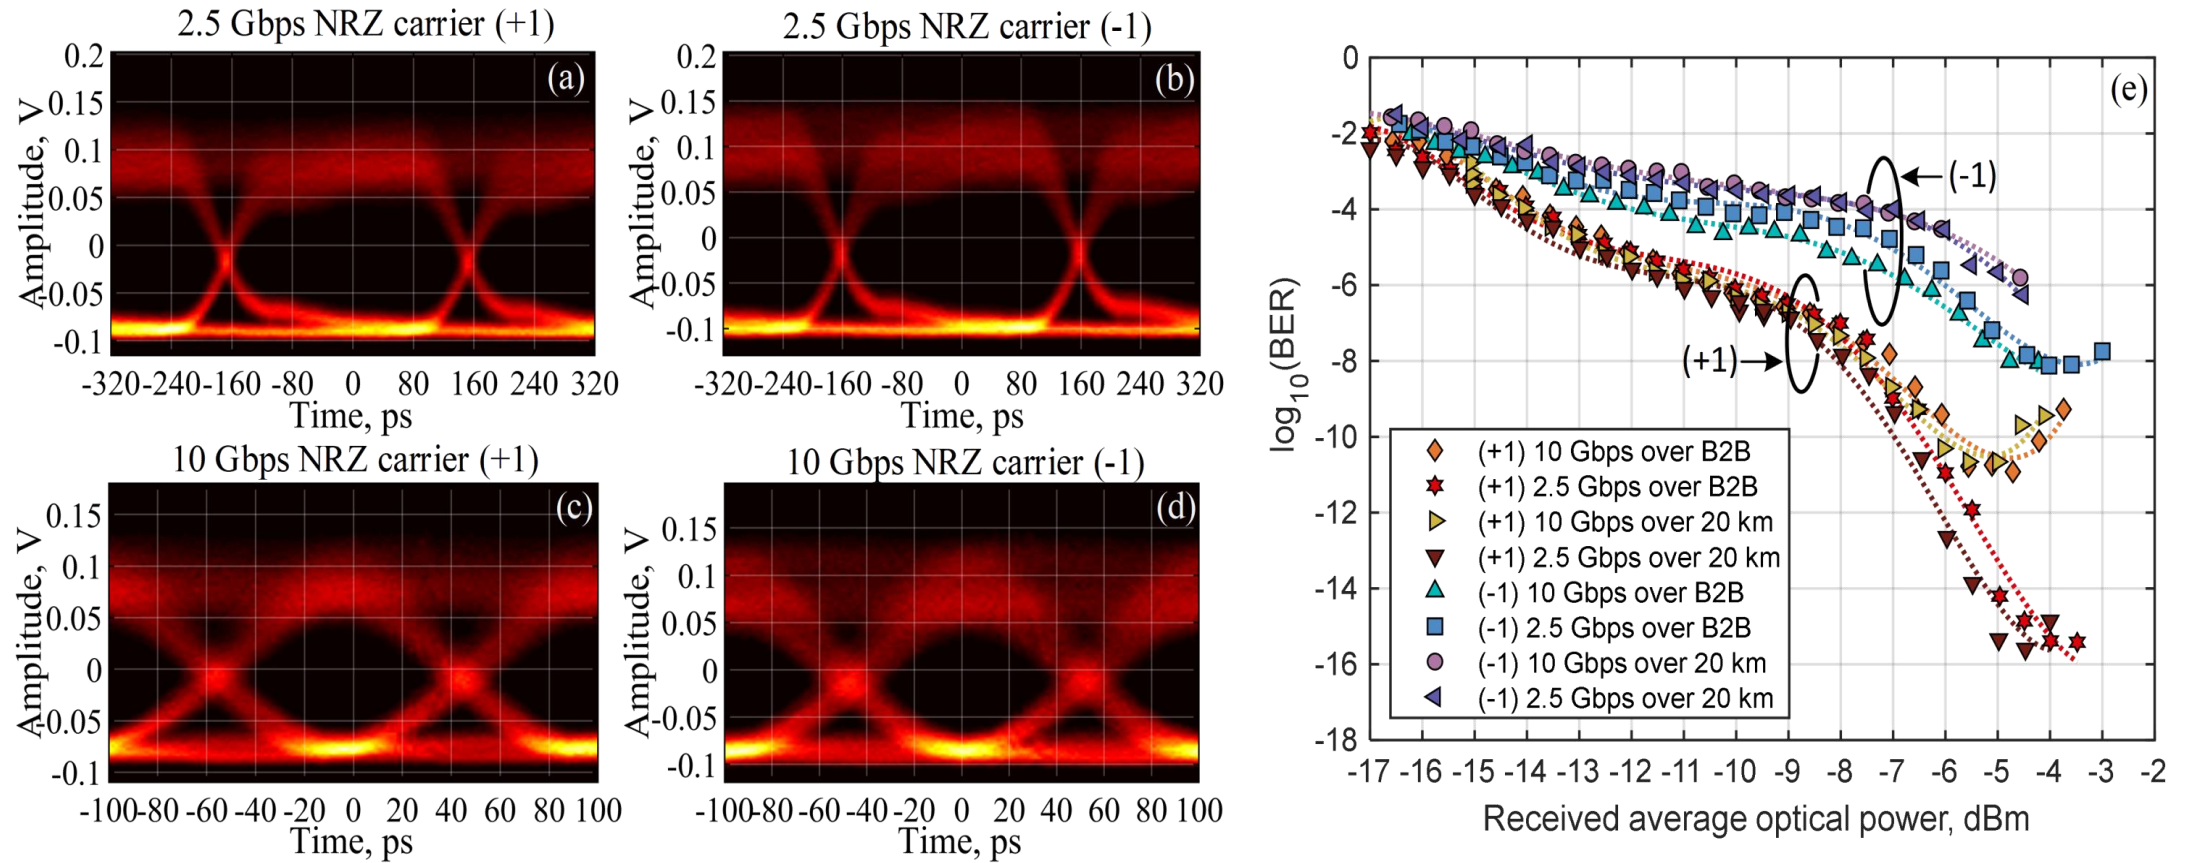 2.5 Gbps NRZ carrier (+1)
(a)
Amplitude, V
0.2
0.15
0.1
0.05
0
-0.05
-0.1
-320 -240 -160 -80 0 80 160 240 320
Time, ps
2.5 Gbps NRZ carrier (-1)
(b)
Amplitude, V
0.2
0.15
0.1
0.05
0
-0.05
-0.1
-320 -240 -160 -80 0 80 160 240 320
Time, ps
10 Gbps NRZ carrier (+1)
(c)
Amplitude, V
0.15
0.1
0.05
0
-0.05
-0.1
-100 -80 -60 -40 -20 0 20 40 60 80 100
Time, ps
10 Gbps NRZ carrier (-1)
(d)
Amplitude, V
0.15
0.1
0.05
0
-0.05
-0.1
-100 -80 -60 -40 -20 0 20 40 60 80 100
Time, ps
(e)
log10(BER)
0
-2
-4
-6
-8
-10
-12
-14
-16
-18
(-1)
(+1)
(+1) 10 Gbps over B2B
(+1) 2.5 Gbps over B2B
(+1) 10 Gbps over 20 km
(+1) 2.5 Gbps over 20 km
(-1) 10 Gbps over B2B
(-1) 2.5 Gbps over B2B
(-1) 10 Gbps over 20 km
(-1) 2.5 Gbps over 20 km
-17 -16 -15 -14 -13 -12 -11 -10 -9 -8 -7 -6 -5 -4 -3 -2
Received average optical power, dBm